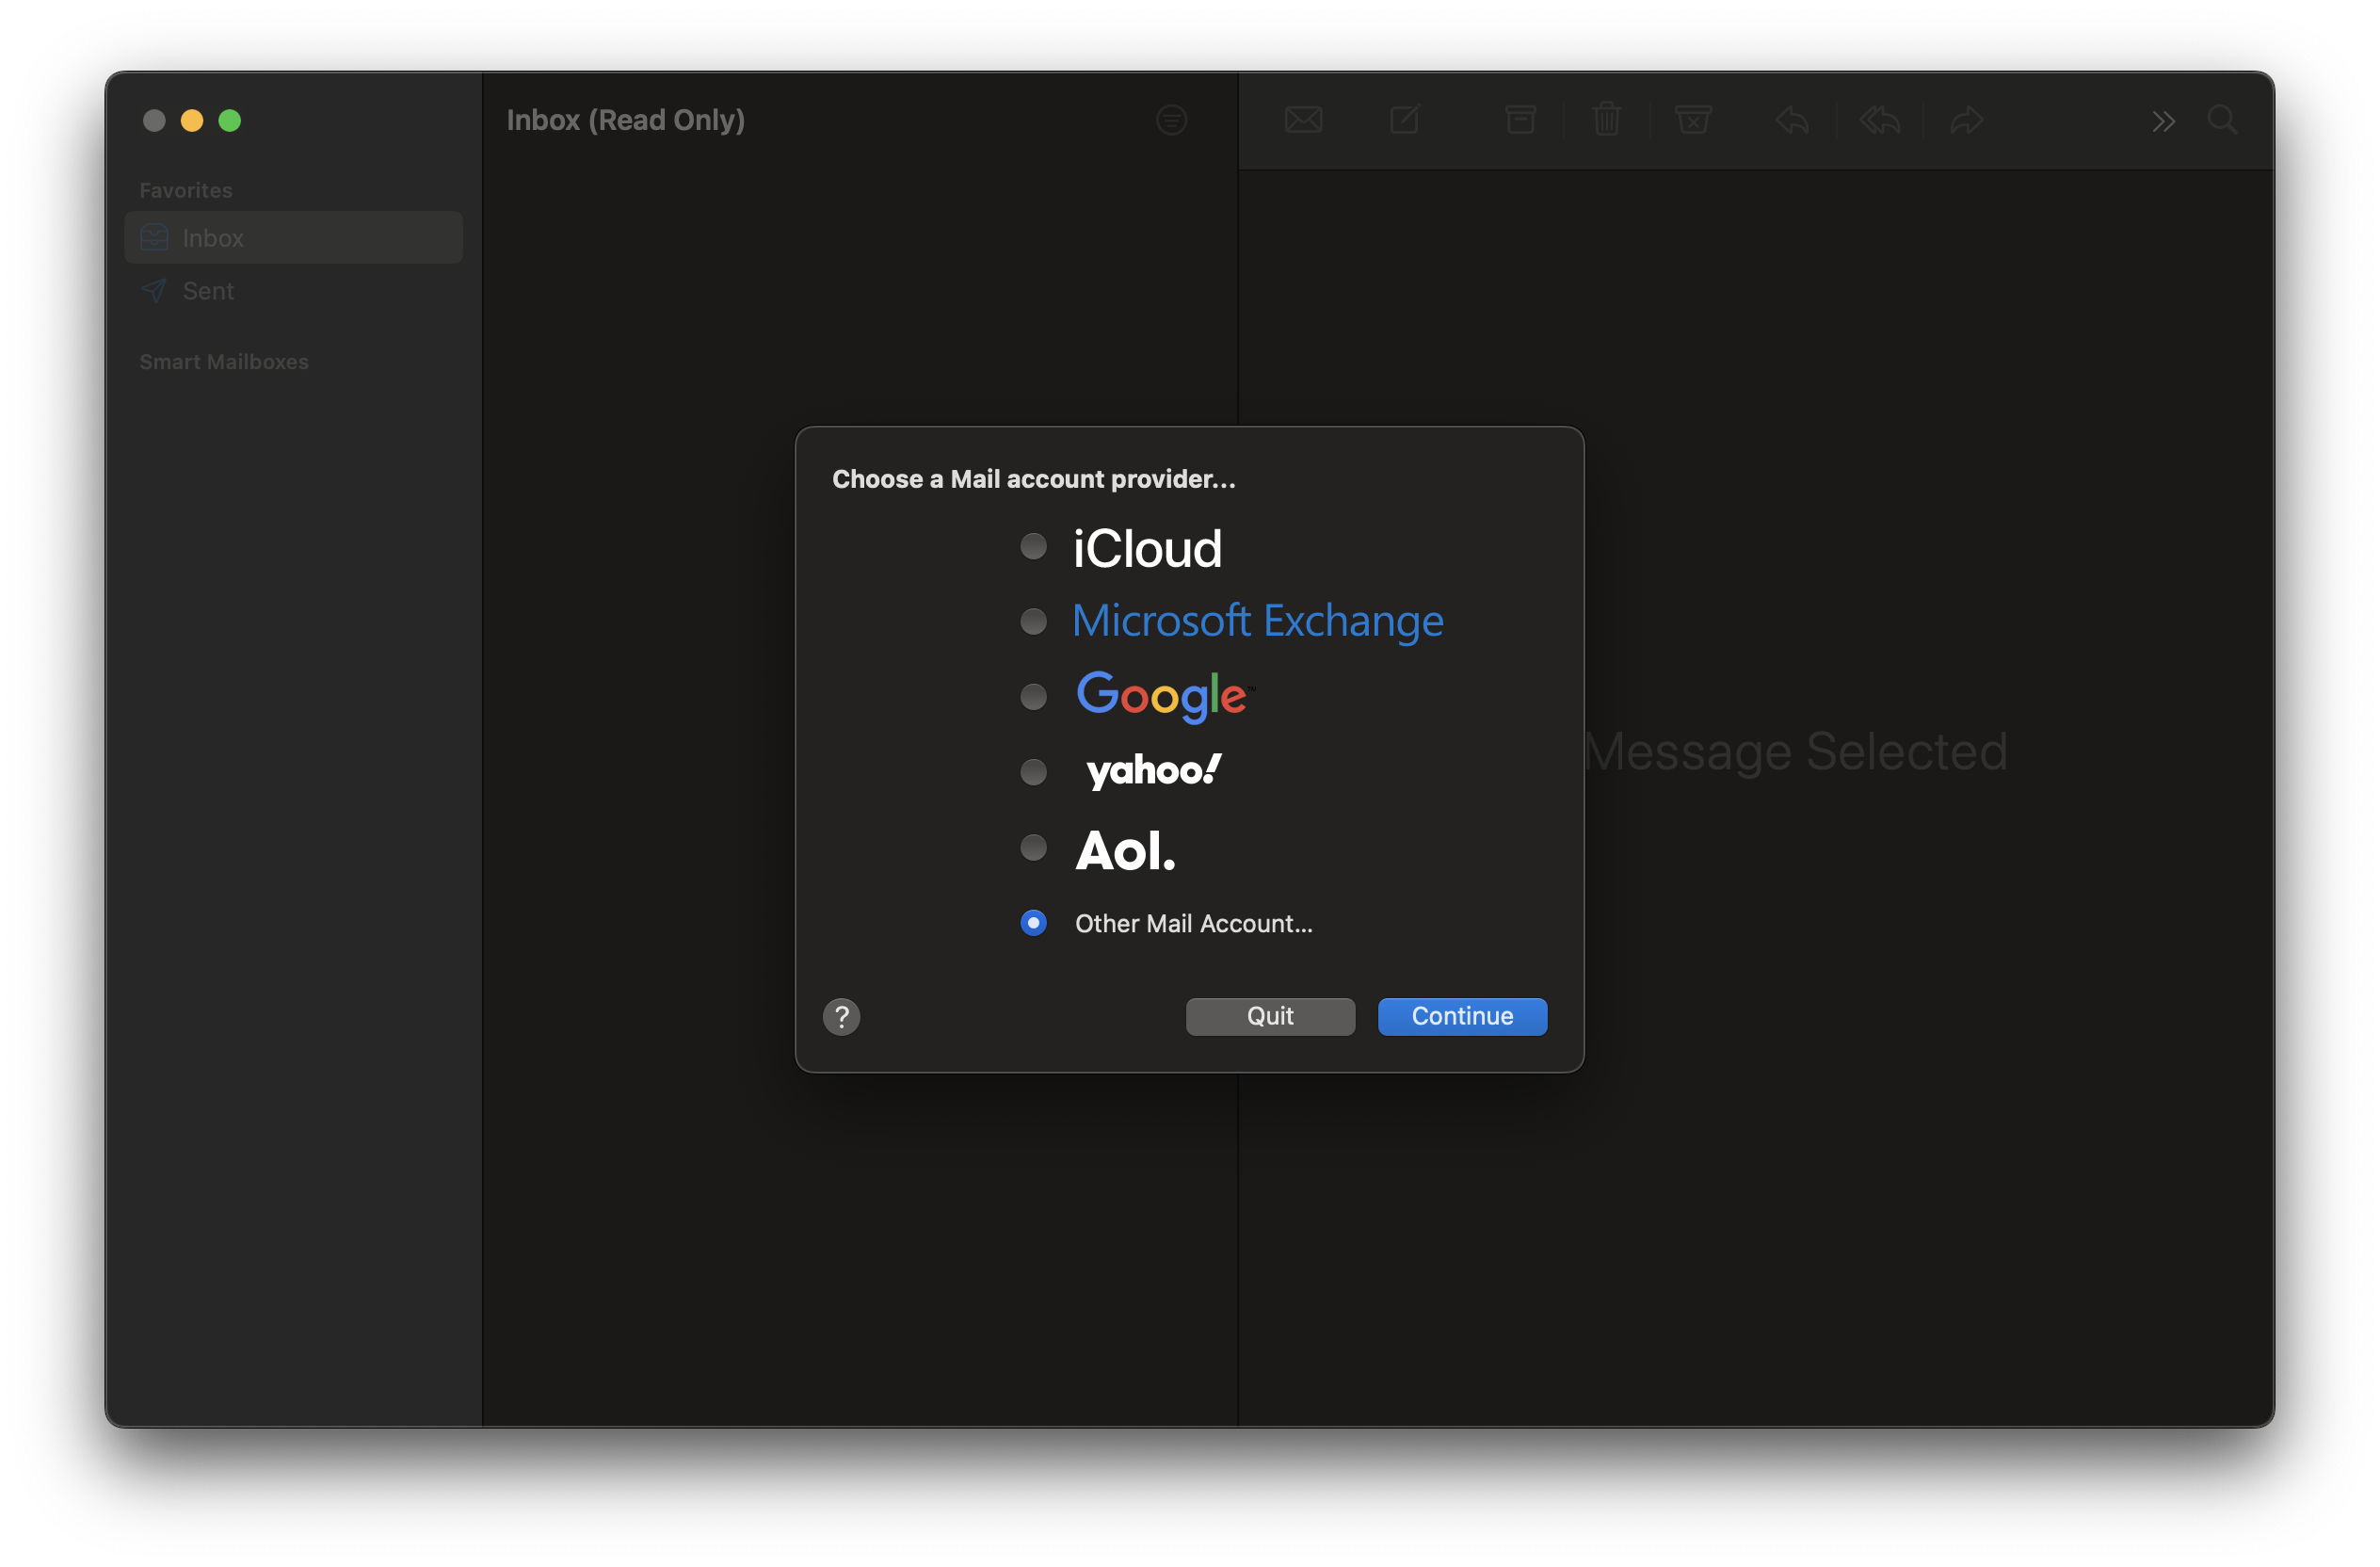 Inbox (Read Only)
Favorites
Inbox
Sent
Smart Mailboxes
Choose a Mail account provider...
iCloud
Microsoft Exchange
Google™
yahoo!
Aol.
Other Mail Account...
?
Quit
Continue
Message Selected